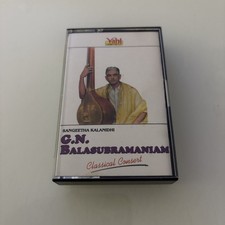 SANGEETHA KALANIDHI
G.N.
BALASUBRAMANIAM
Classical Concert